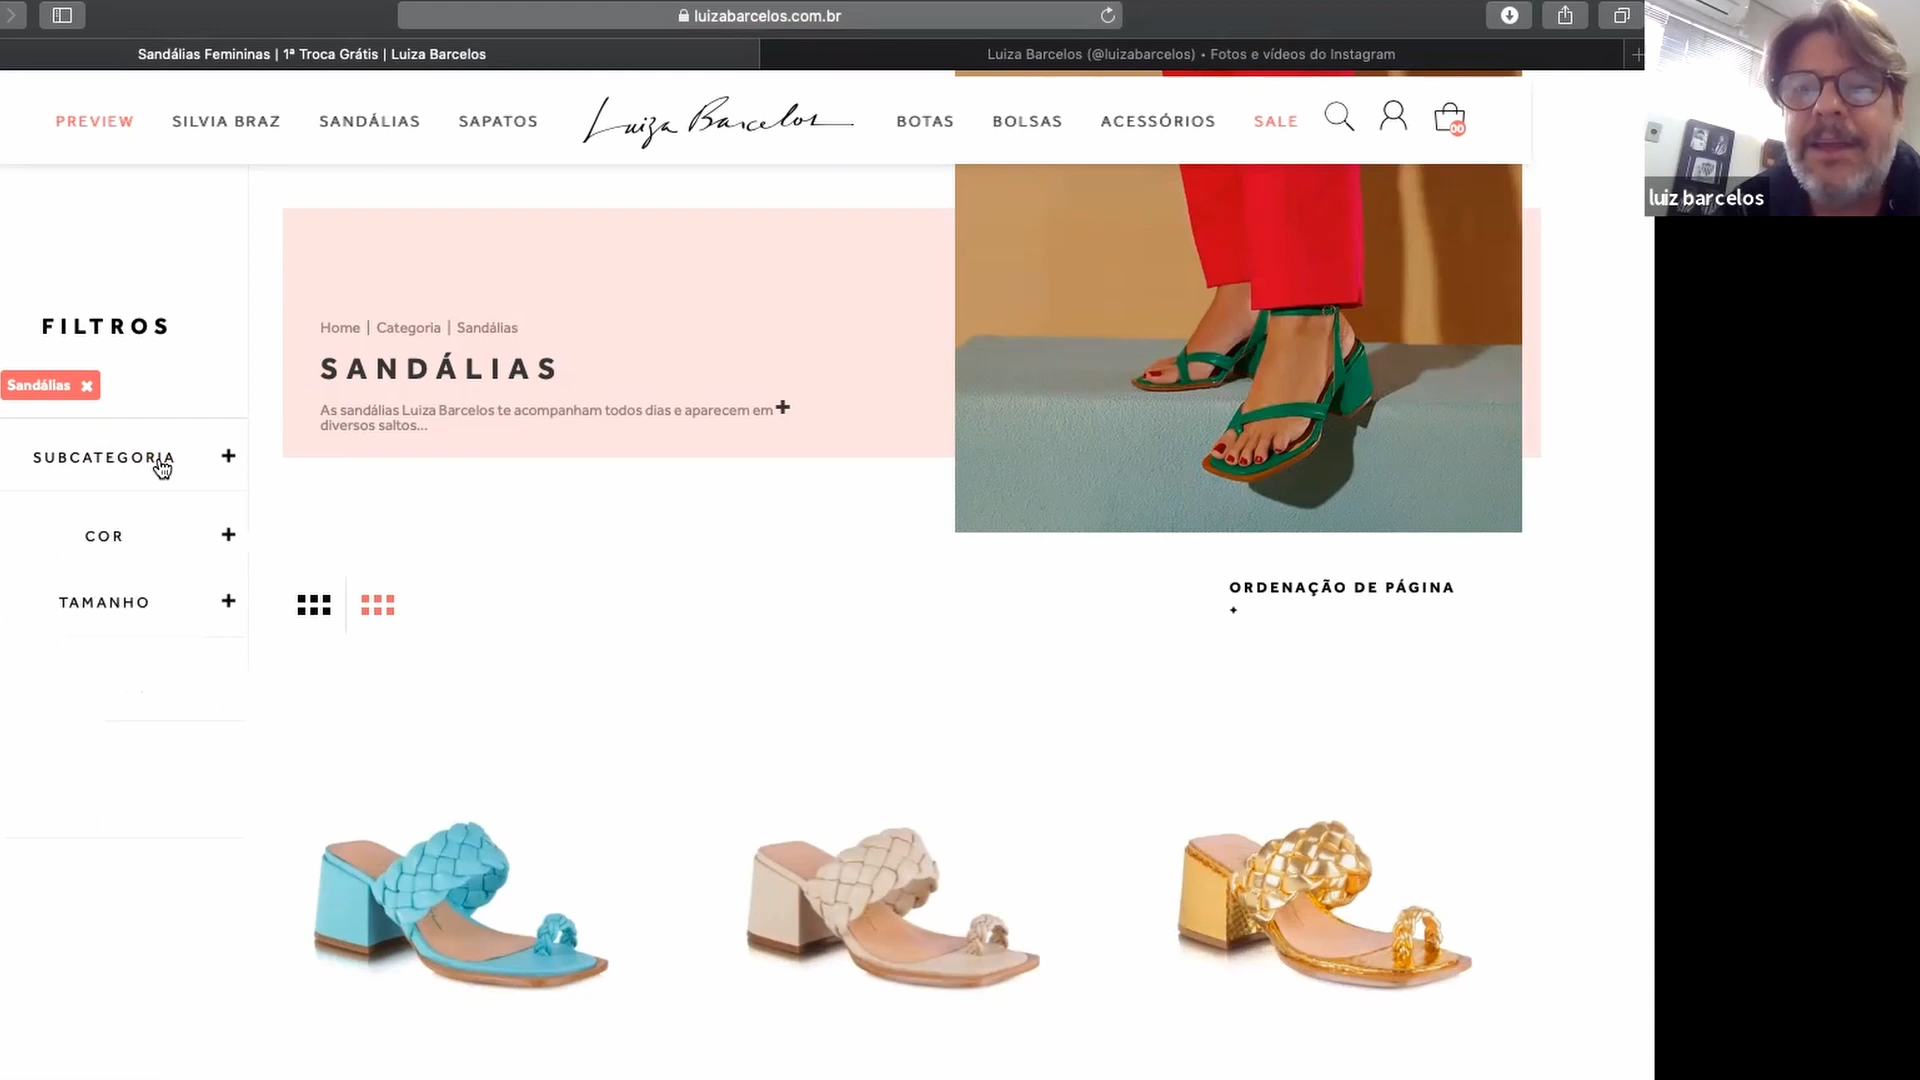 luizabarcelos.com.br
Sandálias Femininas | 1ª Troca Grátis | Luiza Barcelos
Luiza Barcelos (@luizabarcelos) • Fotos e vídeos do Instagram
PREVIEW
SILVIA BRAZ
SANDÁLIAS
SAPATOS
Luiza Barcelos
BOTAS
BOLSAS
ACESSÓRIOS
SALE
00
luiz barcelos
FILTROS
Sandálias
SUBCATEGORIA
COR
TAMANHO
Home | Categoria | Sandálias
SANDÁLIAS
As sandálias Luiza Barcelos te acompanham todos dias e aparecem em
diversos saltos...
ORDENAÇÃO DE PÁGINA